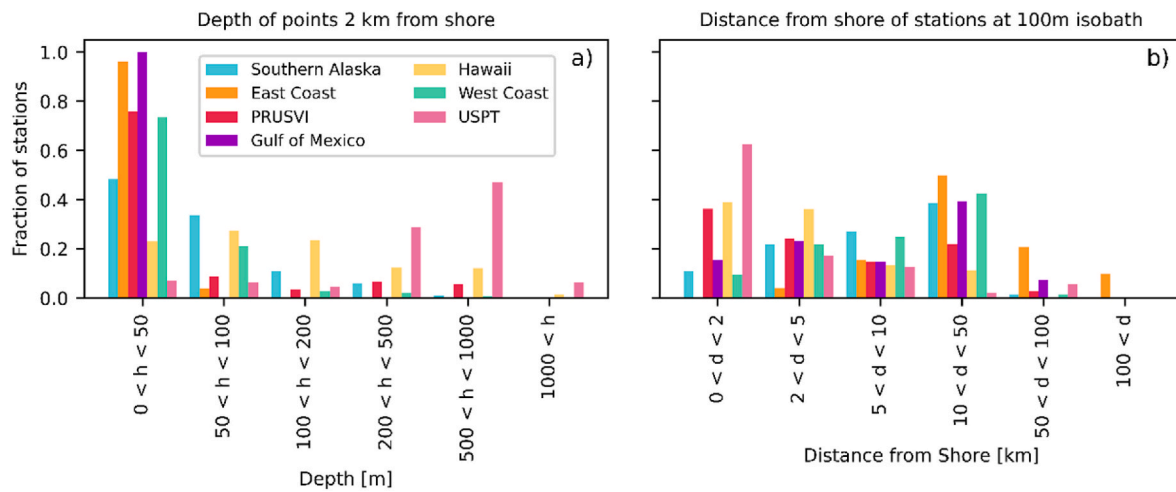 Depth of points 2 km from shore
Distance from shore of stations at 100m isobath
a)
b)
Southern Alaska
East Coast
PRUSVI
Gulf of Mexico
Hawaii
West Coast
USPT
Fraction of stations
1.0
0.8
0.6
0.4
0.2
0.0
0 < h < 50
50 < h < 100
100 < h < 200
200 < h < 500
500 < h < 1000
1000 < h
Depth [m]
0 < d < 2
2 < d < 5
5 < d < 10
10 < d < 50
50 < d < 100
100 < d
Distance from Shore [km]